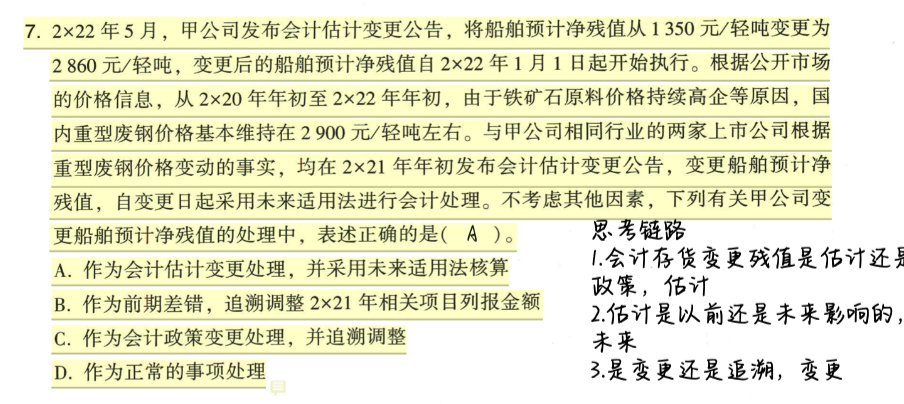 7. 2×22 年 5 月，甲公司发布会计估计变更公告，将船舶预计净残值从 1 350 元/轻吨变更为
2 860 元/轻吨，变更后的船舶预计净残值自 2×22 年 1 月 1 日起开始执行。根据公开市场
的价格信息，从 2×20 年年初至 2×22 年年初，由于铁矿石原料价格持续高企等原因，国
内重型废钢价格基本维持在 2 900 元/轻吨左右。与甲公司相同行业的两家上市公司根据
重型废钢价格变动的事实，均在 2×21 年年初发布会计估计变更公告，变更船舶预计净
残值，自变更日起采用未来适用法进行会计处理。不考虑其他因素，下列有关甲公司变
更船舶预计净残值的处理中，表述正确的是( A )。
A. 作为会计估计变更处理，并采用未来适用法核算
B. 作为前期差错，追溯调整 2×21 年相关项目列报金额
C. 作为会计政策变更处理，并追溯调整
D. 作为正常的事项处理
思考链路
1.会计存货变更残值是估计还是
政策，估计
2.估计是以前还是未来影响的，
未来
3.是变更还是追溯，变更